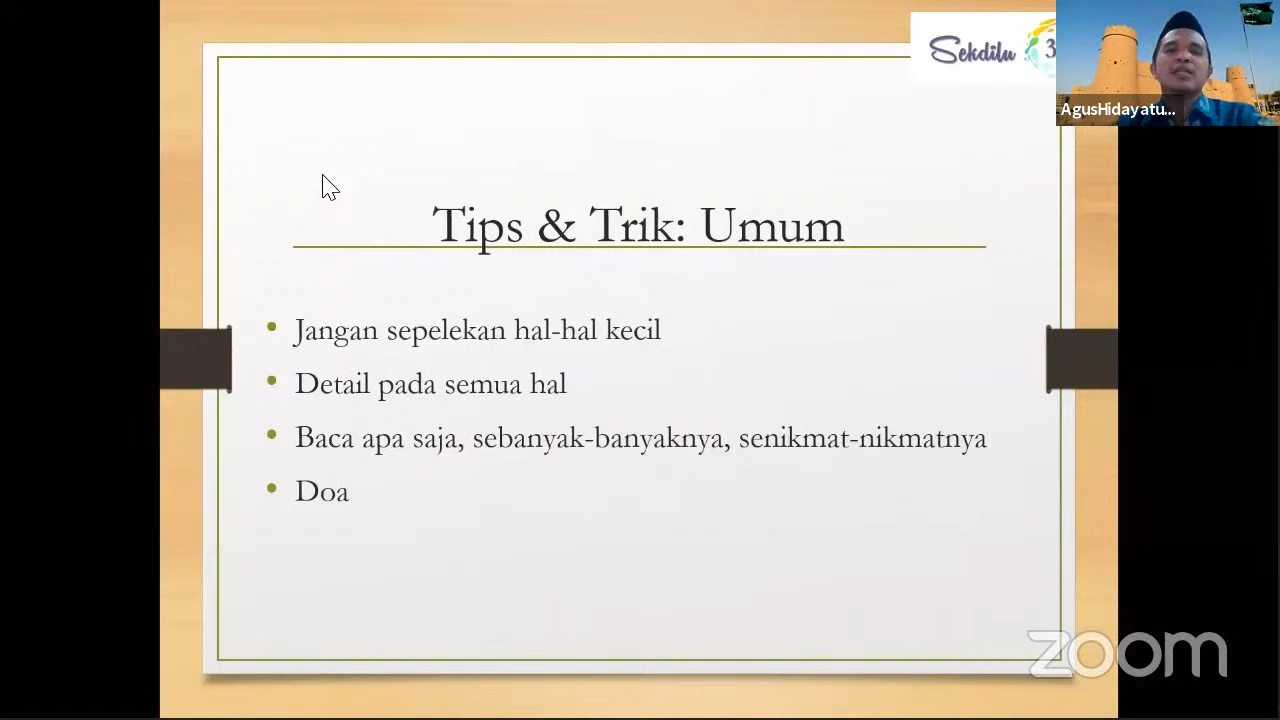 Sekdilu 3
AgusHidayatu...
Tips & Trik: Umum
Jangan sepelekan hal-hal kecil
Detail pada semua hal
Baca apa saja, sebanyak-banyaknya, senikmat-nikmatnya
Doa
zoom